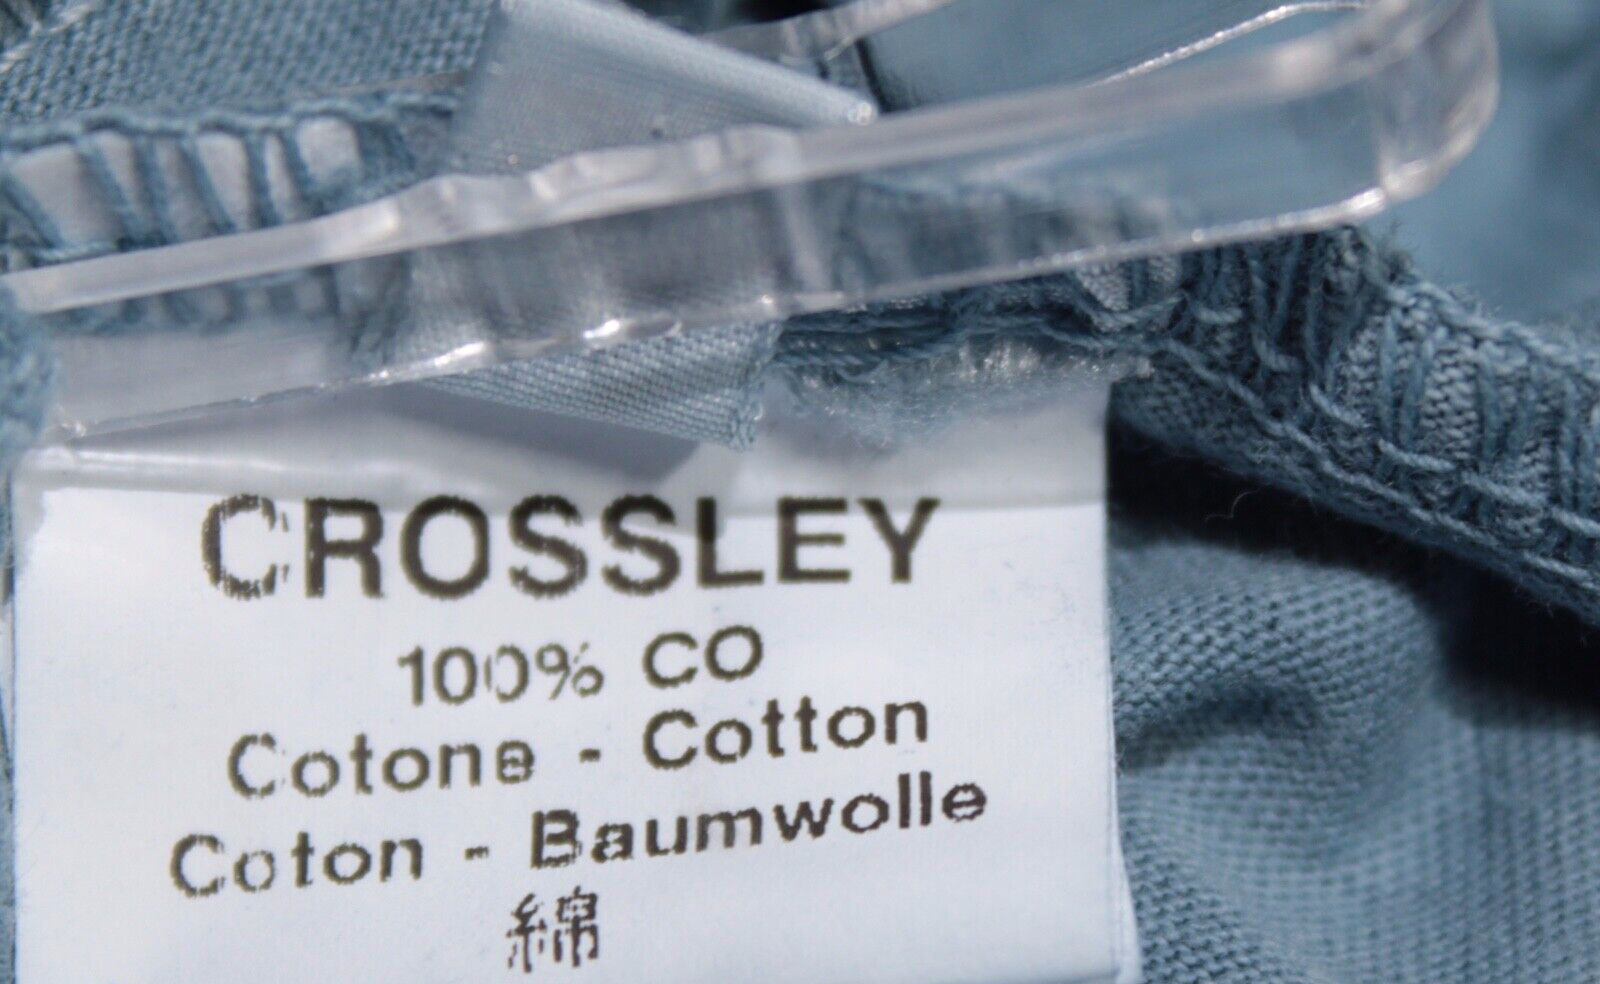 CROSSLEY
100% CO
Cotone - Cotton
Coton - Baumwolle
綿